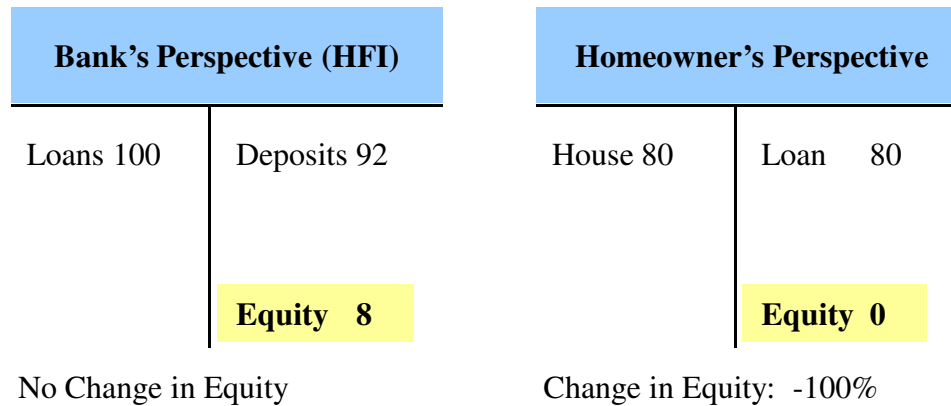 Bank’s Perspective (HFI)
Loans 100 Deposits 92
Equity 8
No Change in Equity
Homeowner’s Perspective
House 80 Loan 80
Equity 0
Change in Equity: -100%